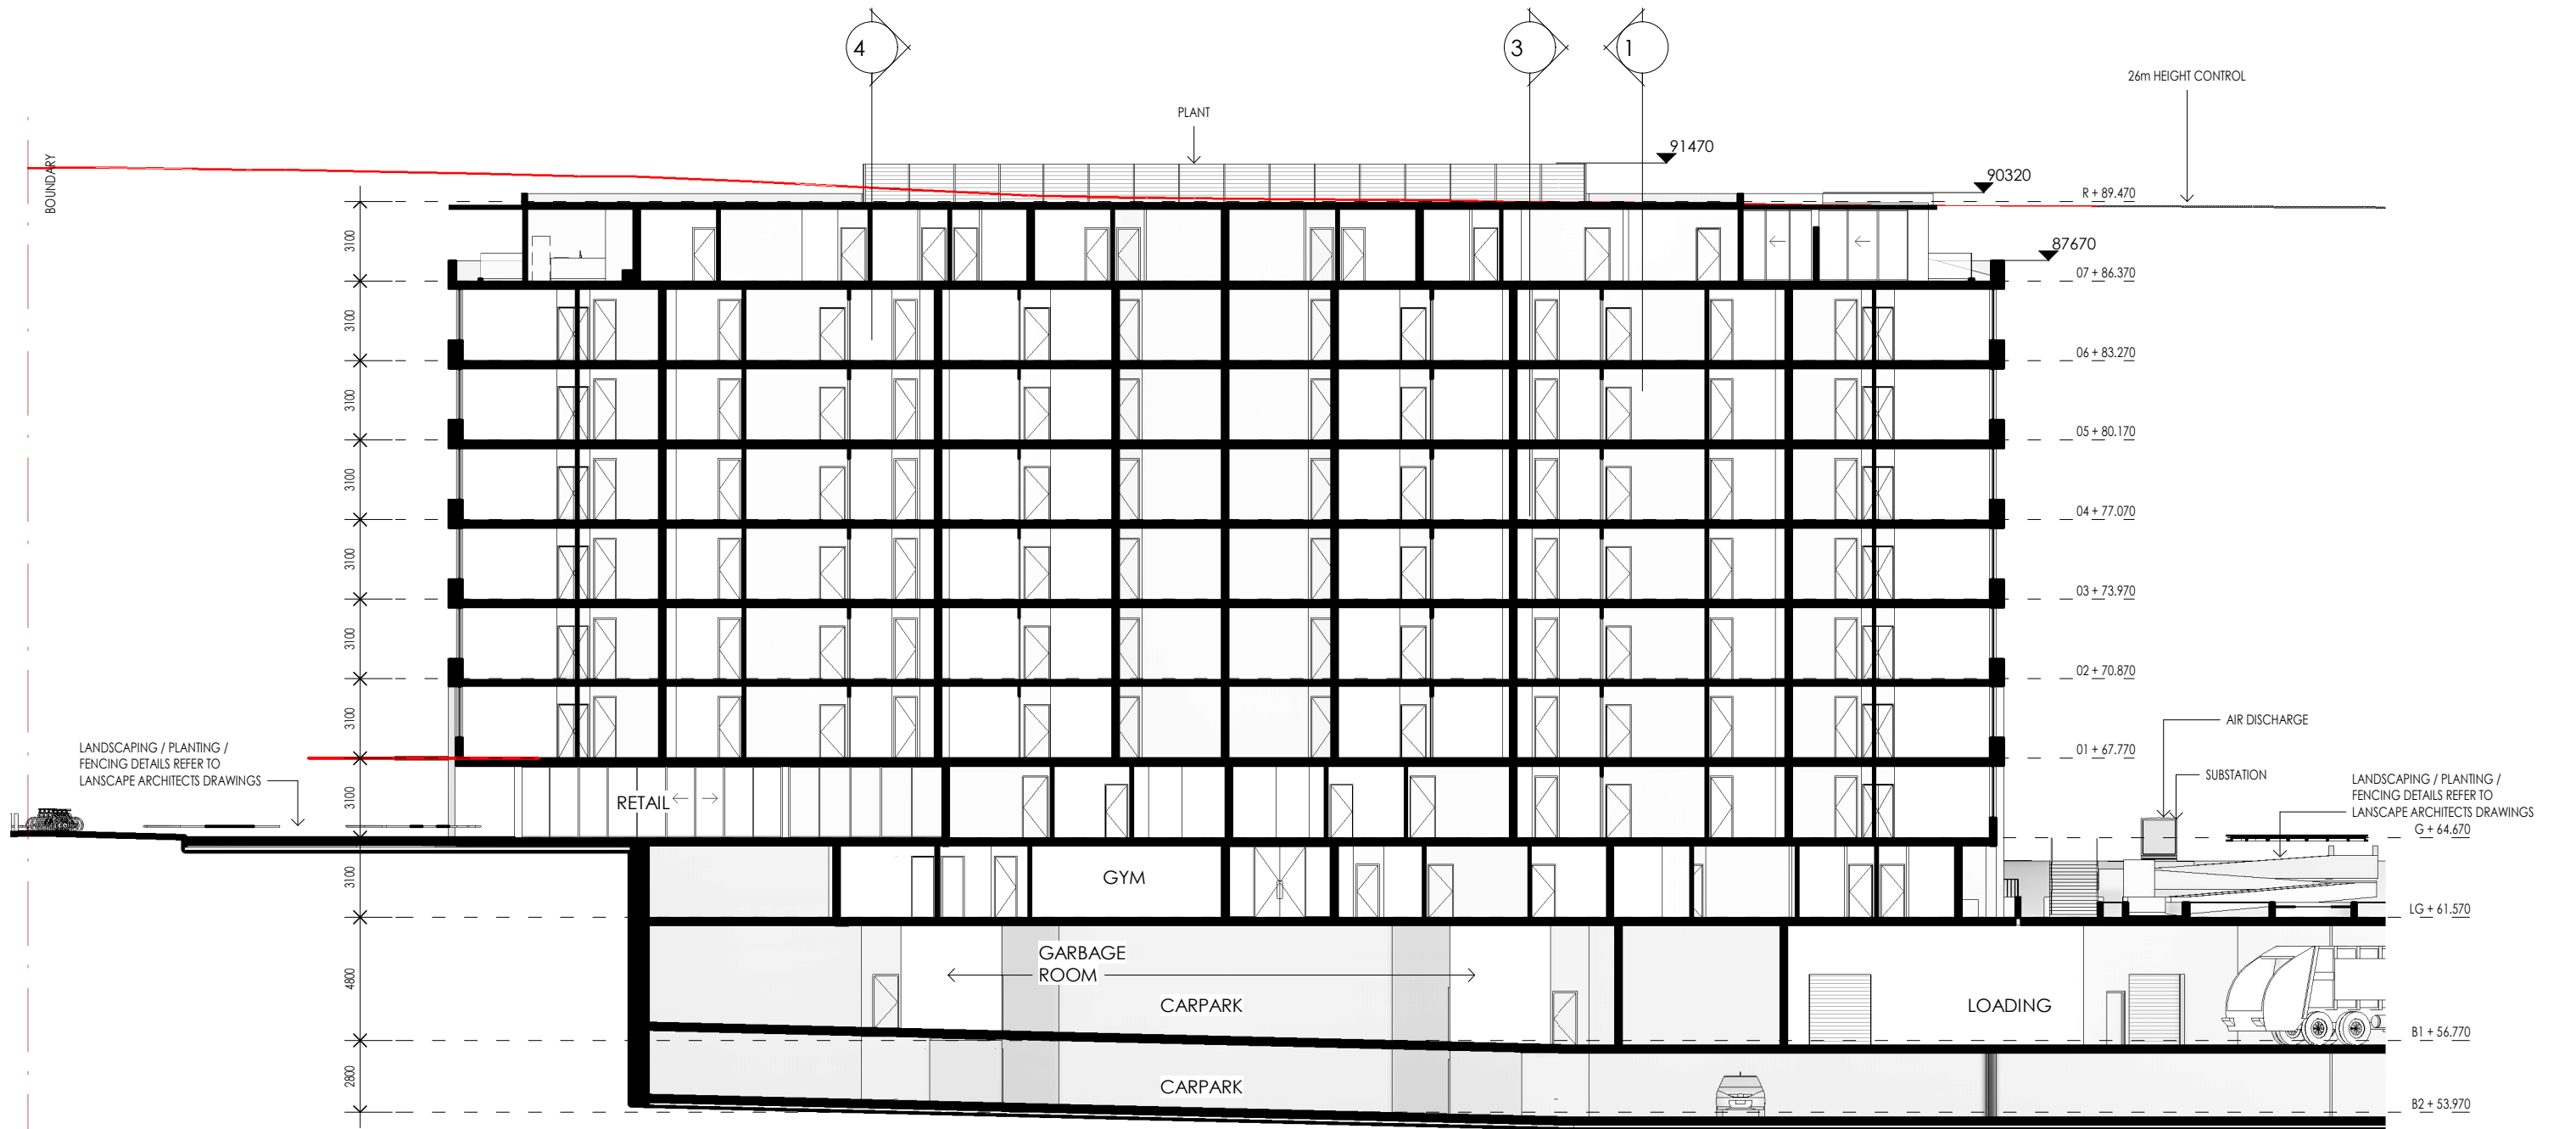 4
3
1
26m HEIGHT CONTROL
PLANT
BOUNDARY
91470
90320
R + 89.470
87670
07 + 86.370
06 + 83.270
05 + 80.170
04 + 77.070
03 + 73.970
02 + 70.870
01 + 67.770
3100
3100
3100
3100
3100
3100
3100
3100
3100
4800
2800
LANDSCAPING / PLANTING /
FENCING DETAILS REFER TO
LANSCAPE ARCHITECTS DRAWINGS
RETAIL
AIR DISCHARGE
SUBSTATION
LANDSCAPING / PLANTING /
FENCING DETAILS REFER TO
LANSCAPE ARCHITECTS DRAWINGS
G + 64.670
GYM
LG + 61.570
GARBAGE
ROOM
CARPARK
LOADING
B1 + 56.770
CARPARK
B2 + 53.970